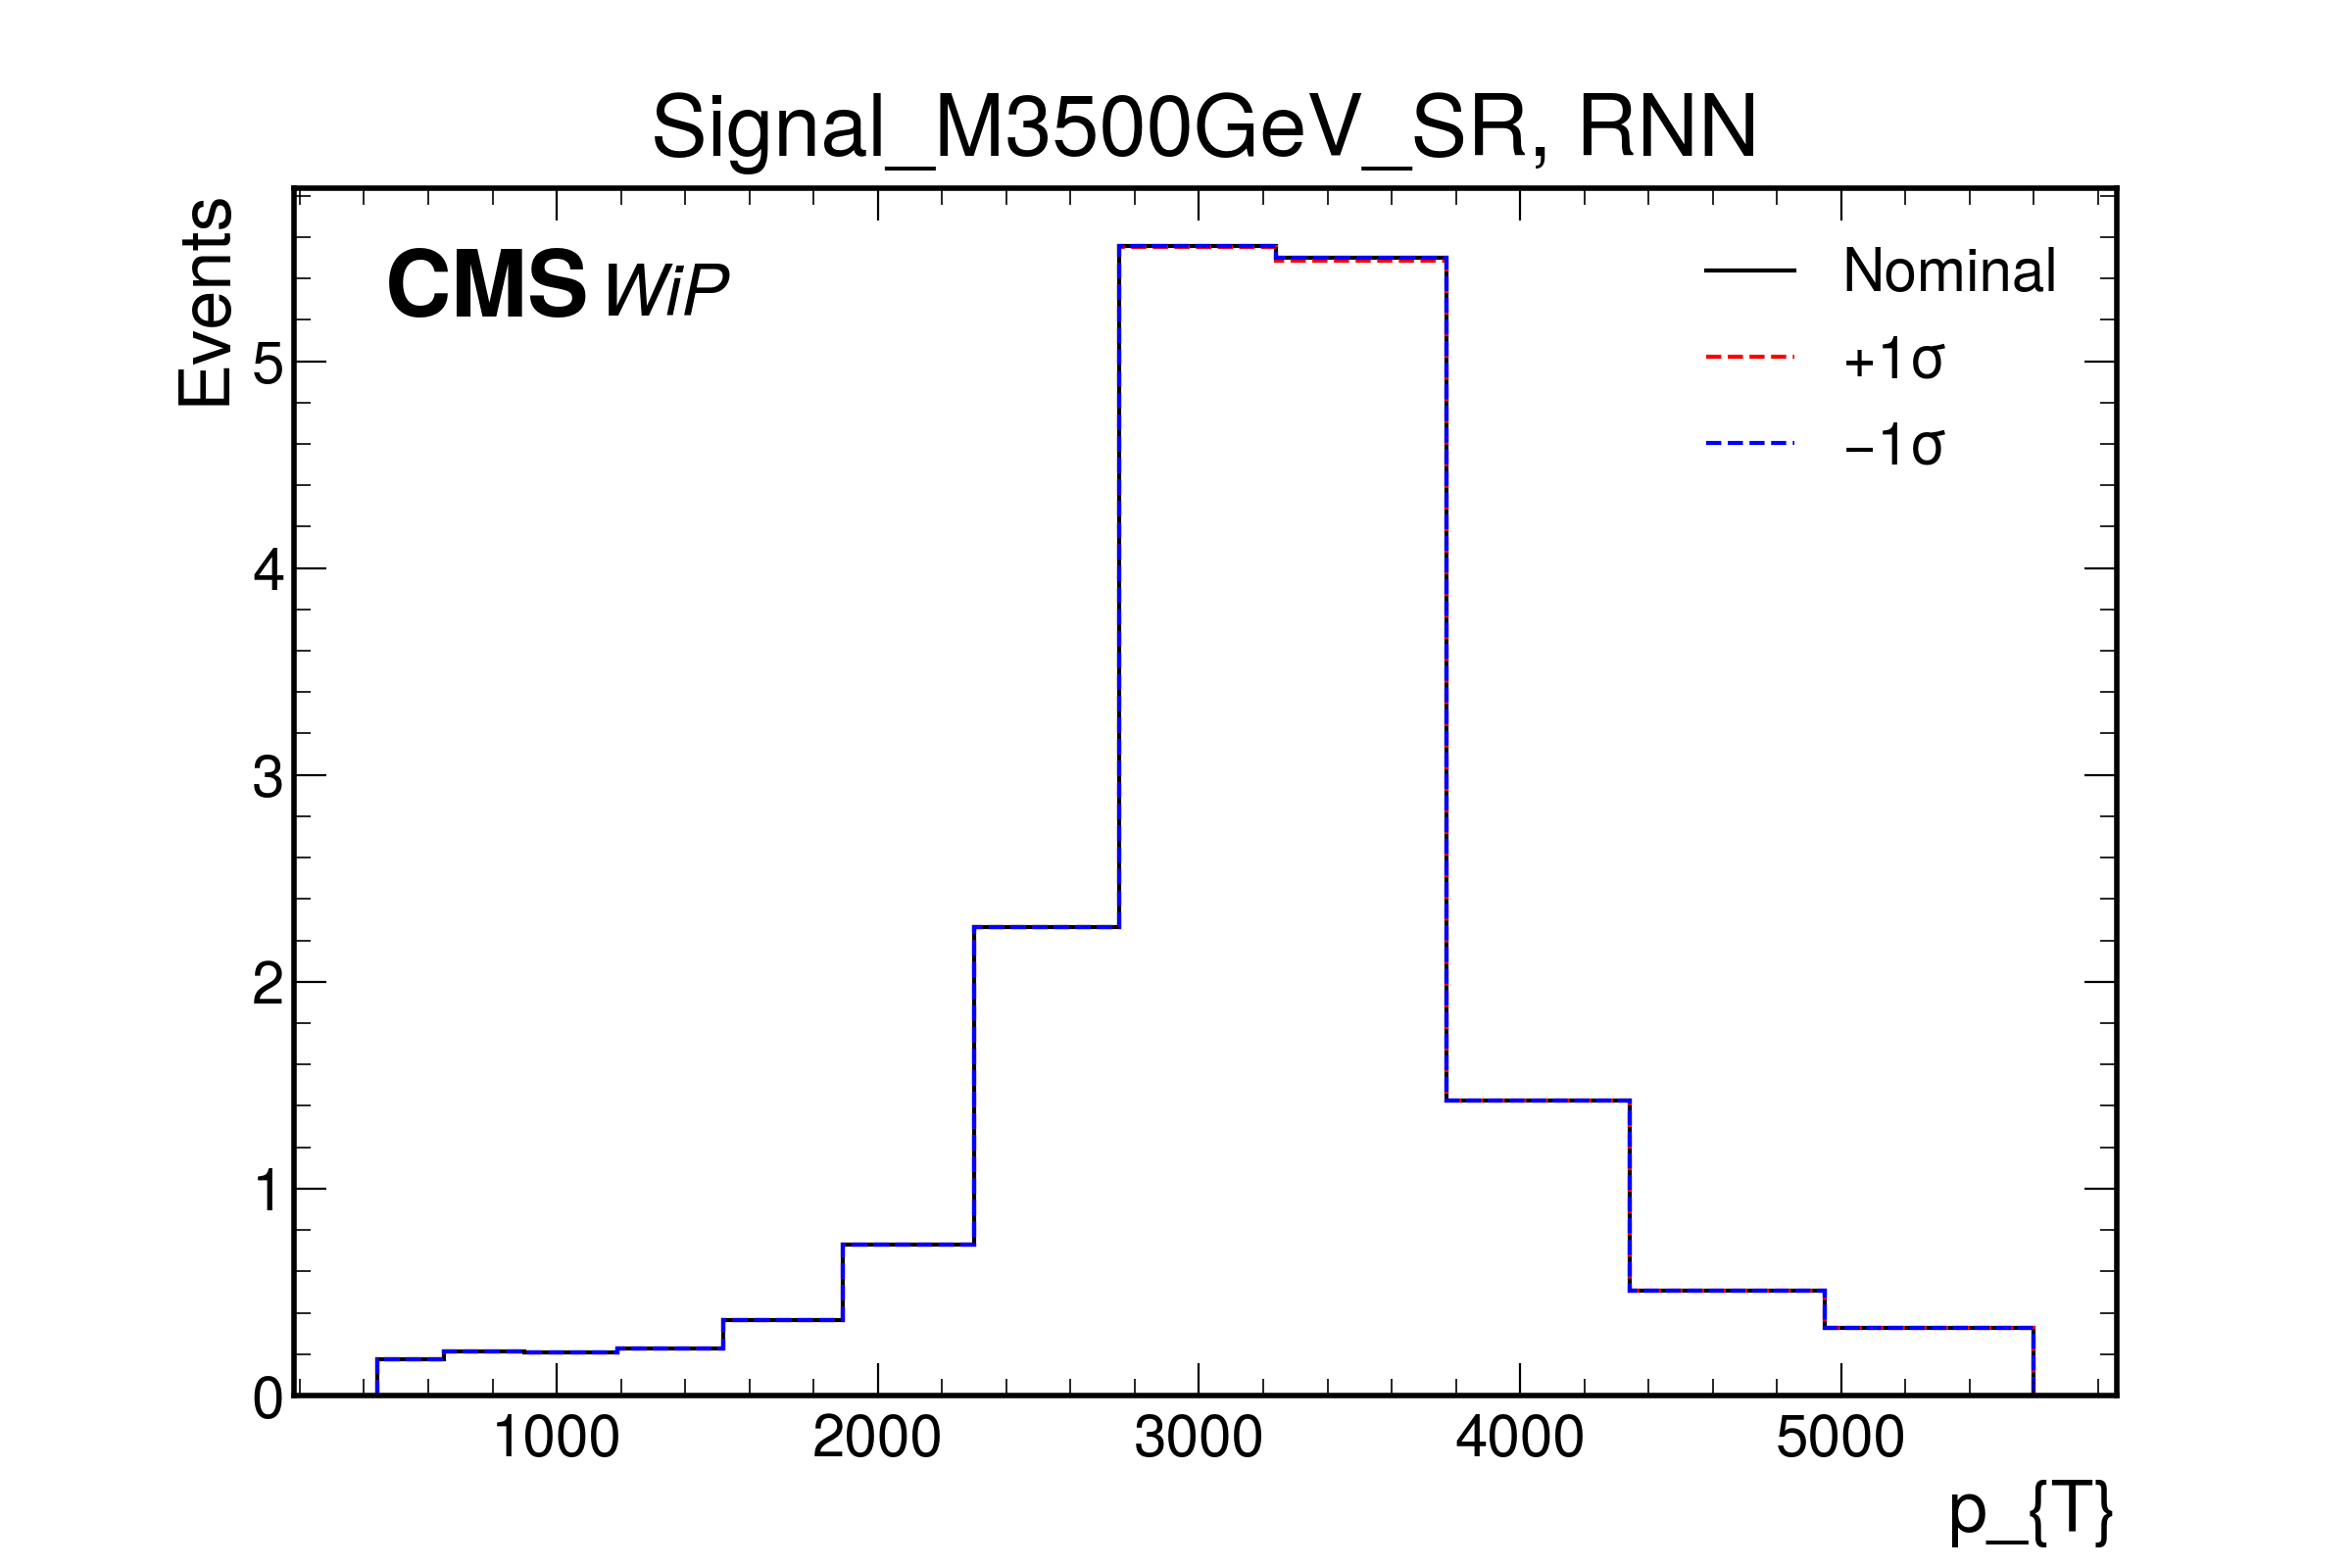 Signal_M3500GeV_SR, RNN
Events
CMS WiP
Nominal
+1σ
−1σ
5
4
3
2
1
0
1000 2000 3000 4000 5000
p_{T}